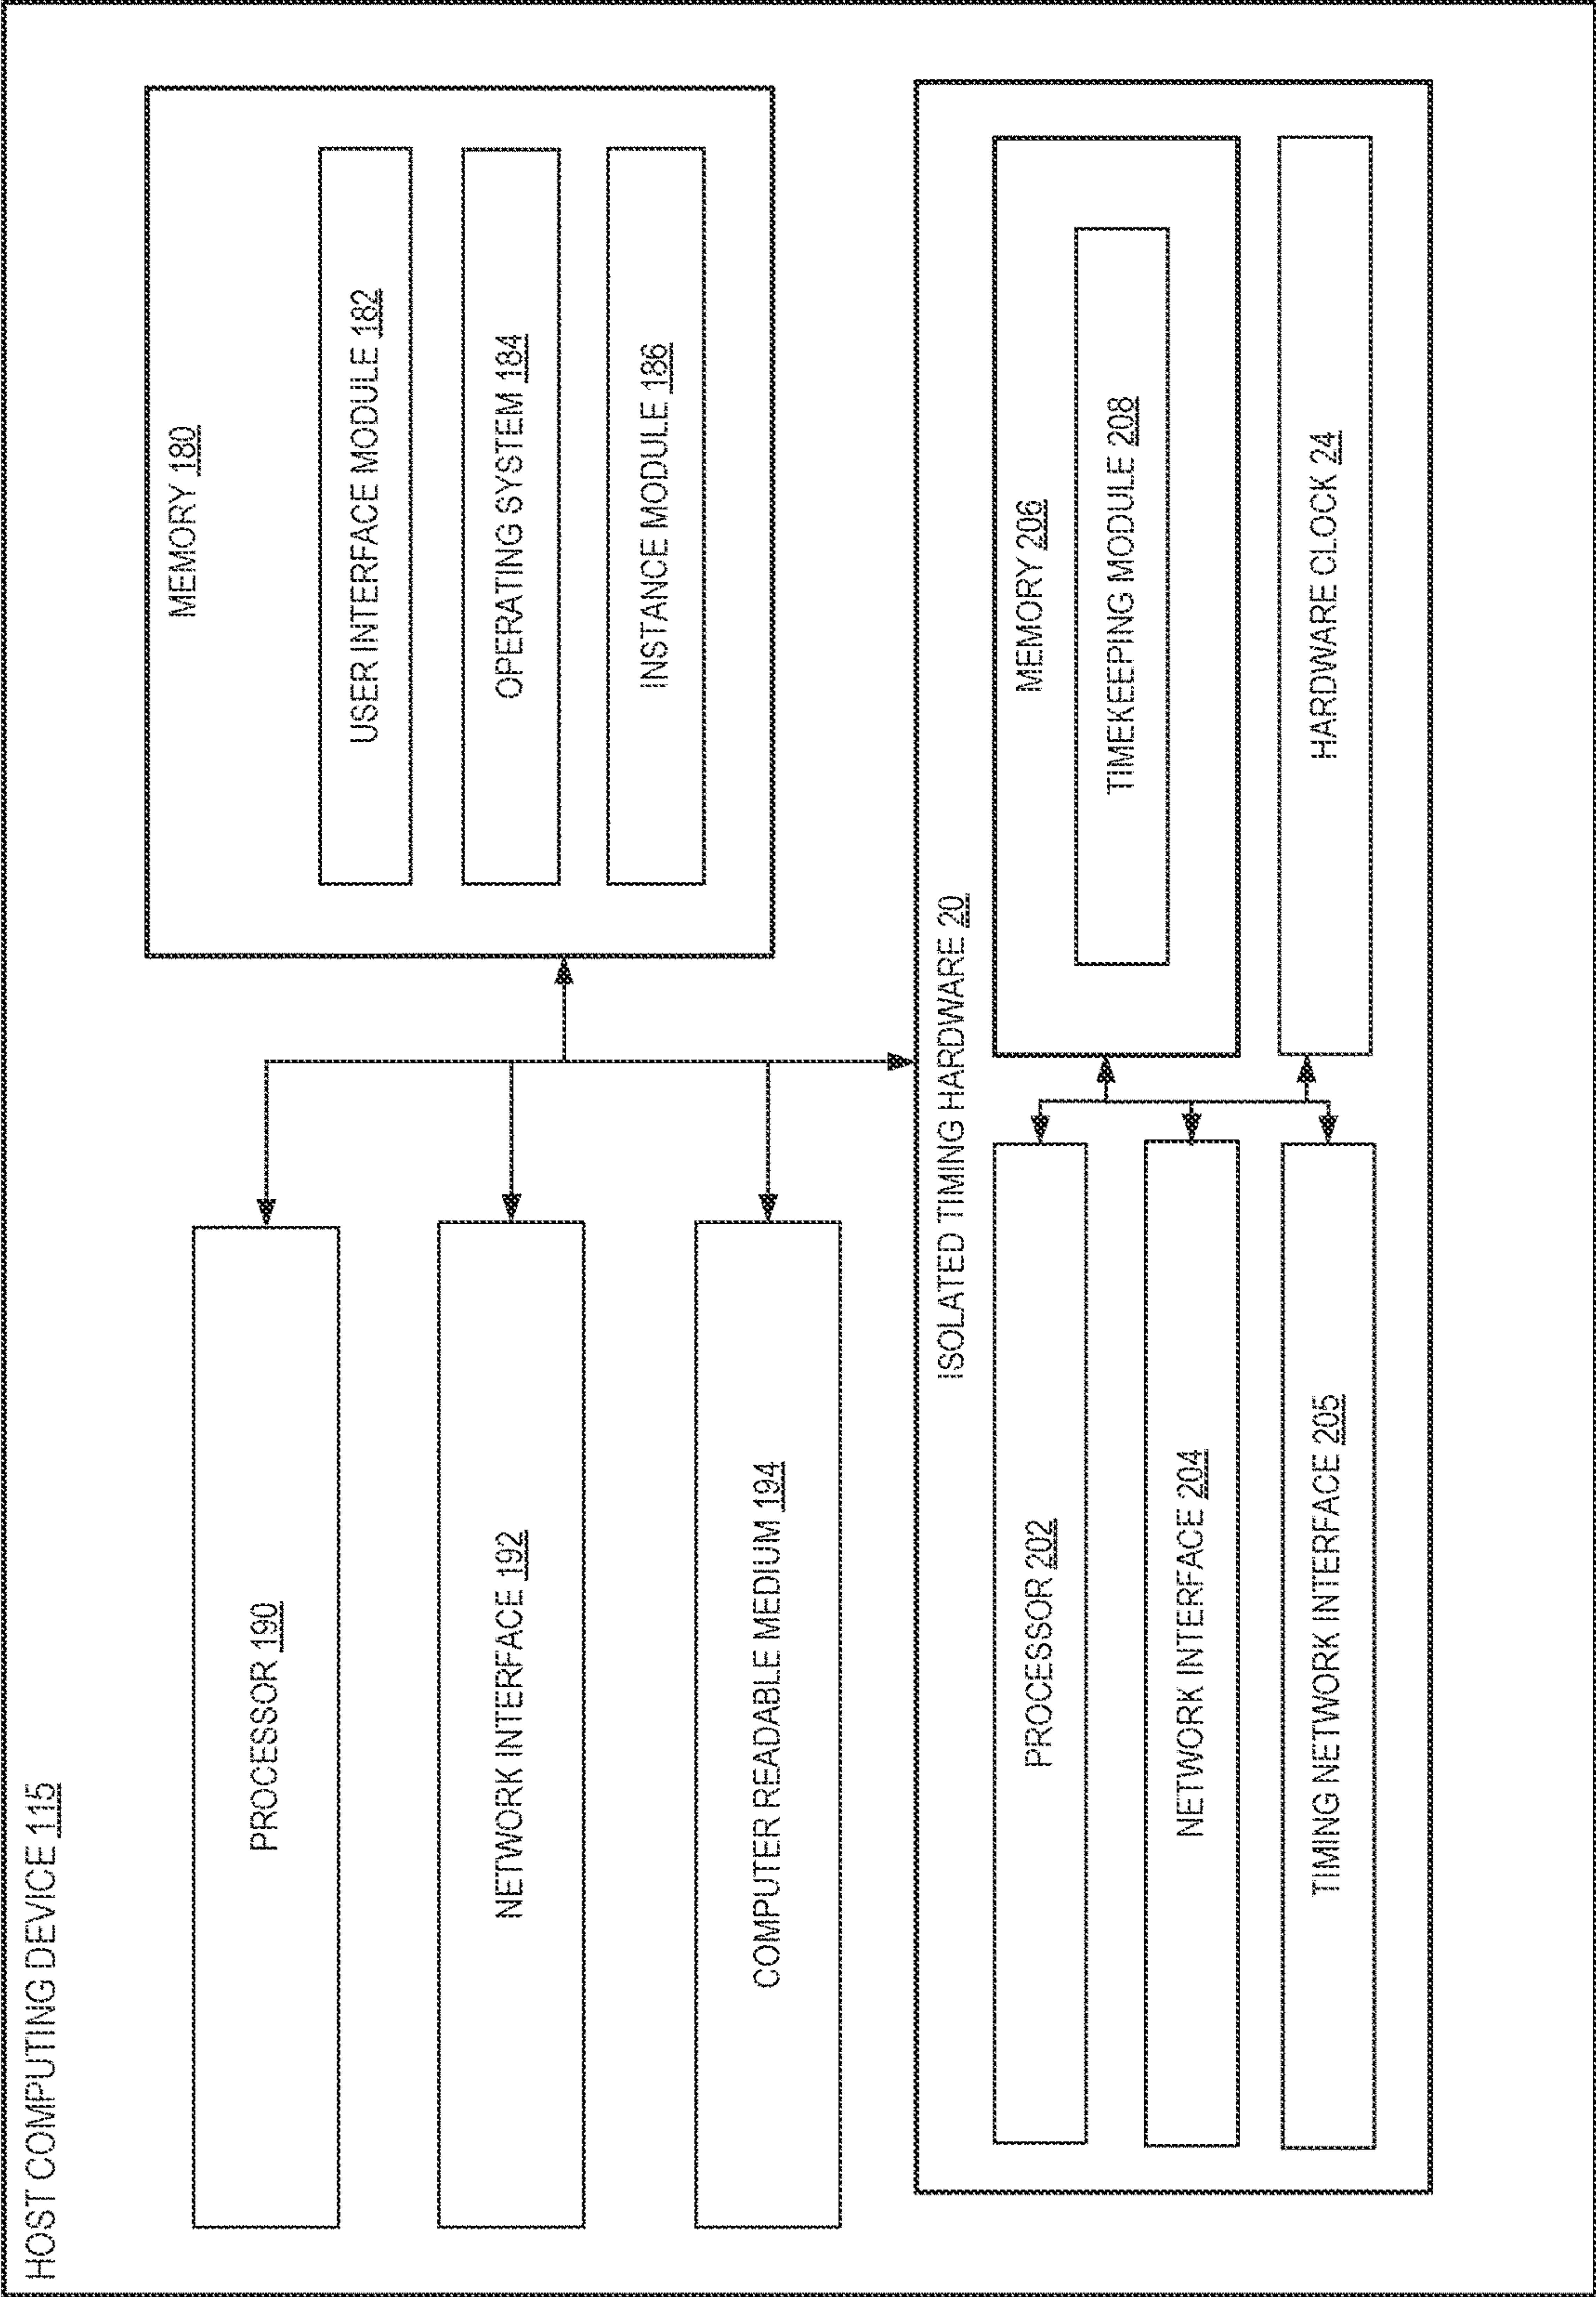 HOST COMPUTING DEVICE 115
PROCESSOR 190
NETWORK INTERFACE 192
COMPUTER READABLE MEDIUM 194
MEMORY 180
USER INTERFACE MODULE 182
OPERATING SYSTEM 184
INSTANCE MODULE 186
ISOLATED TIMING HARDWARE 20
PROCESSOR 202
NETWORK INTERFACE 204
TIMING NETWORK INTERFACE 205
MEMORY 206
TIMEKEEPING MODULE 208
HARDWARE CLOCK 24